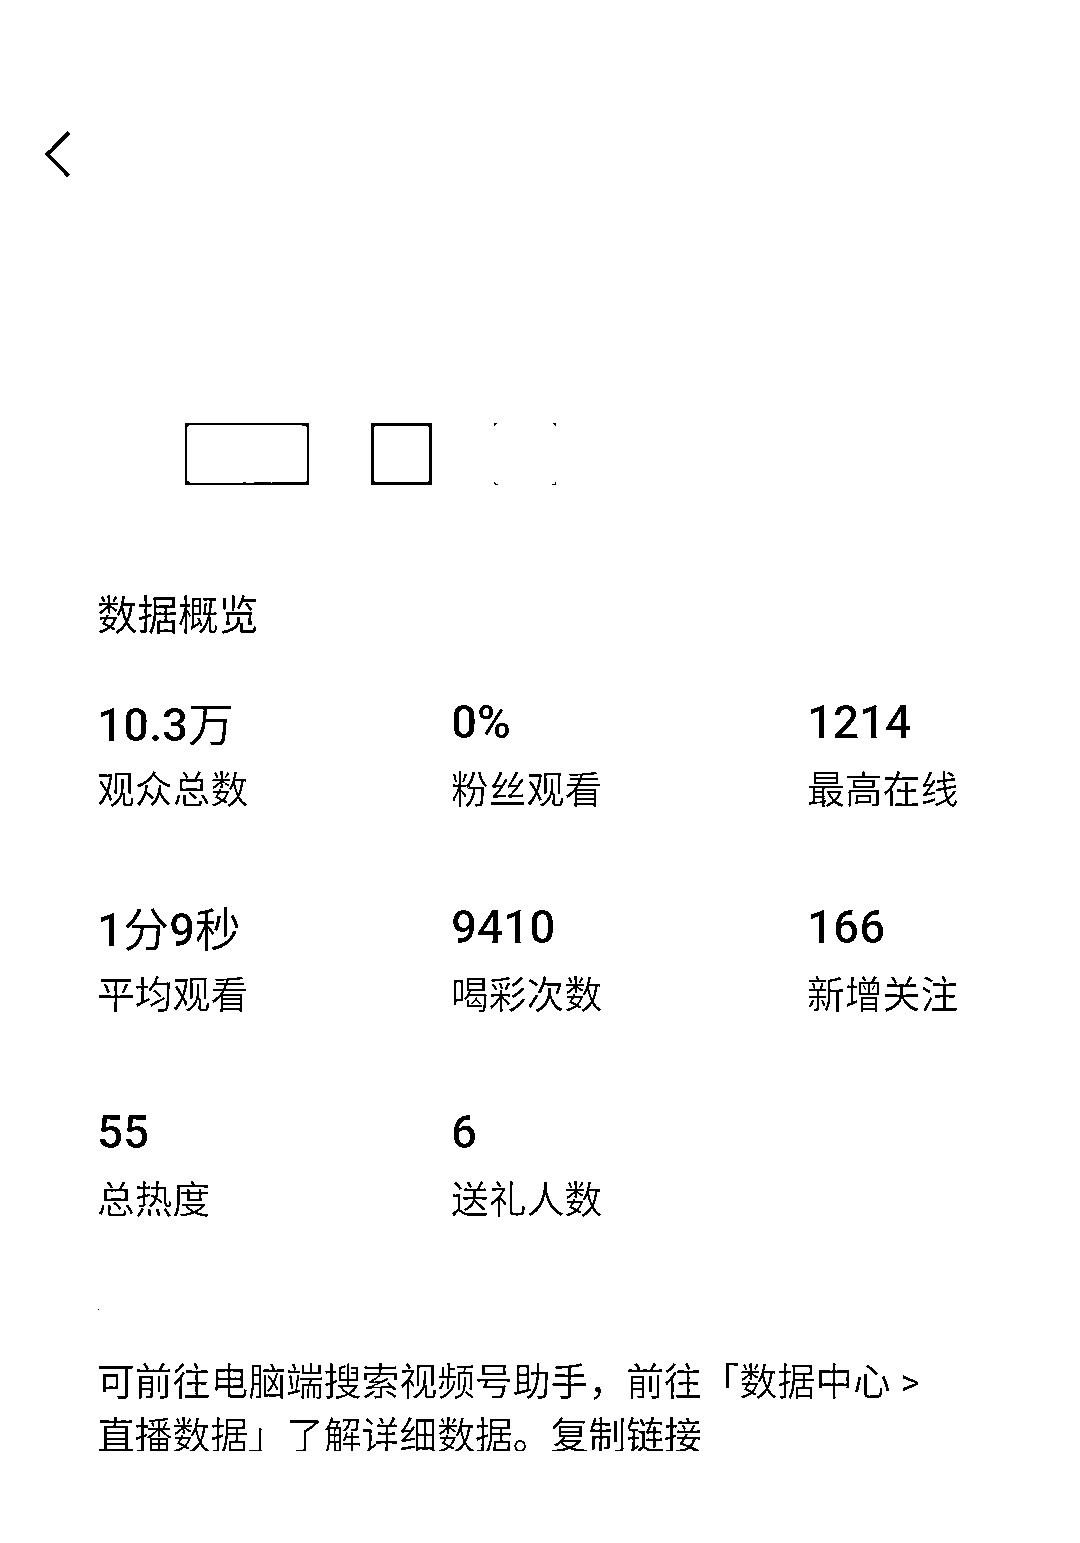 数据概览
10.3万 0% 1214
观众总数 粉丝观看 最高在线
1分9秒 9410 166
平均观看 喝彩次数 新增关注
55 6
总热度 送礼人数
可前往电脑端搜索视频号助手，前往「数据中心 >
直播数据」了解详细数据。复制链接